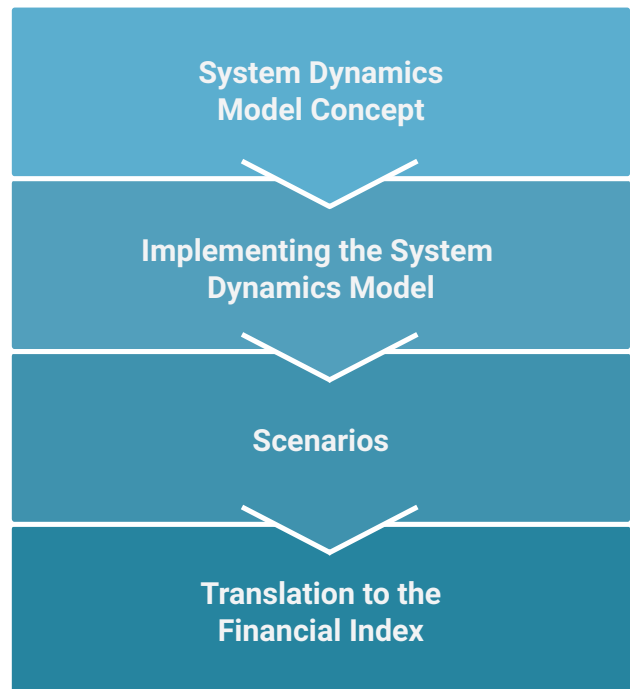 System Dynamics
Model Concept
Implementing the System
Dynamics Model
Scenarios
Translation to the
Financial Index